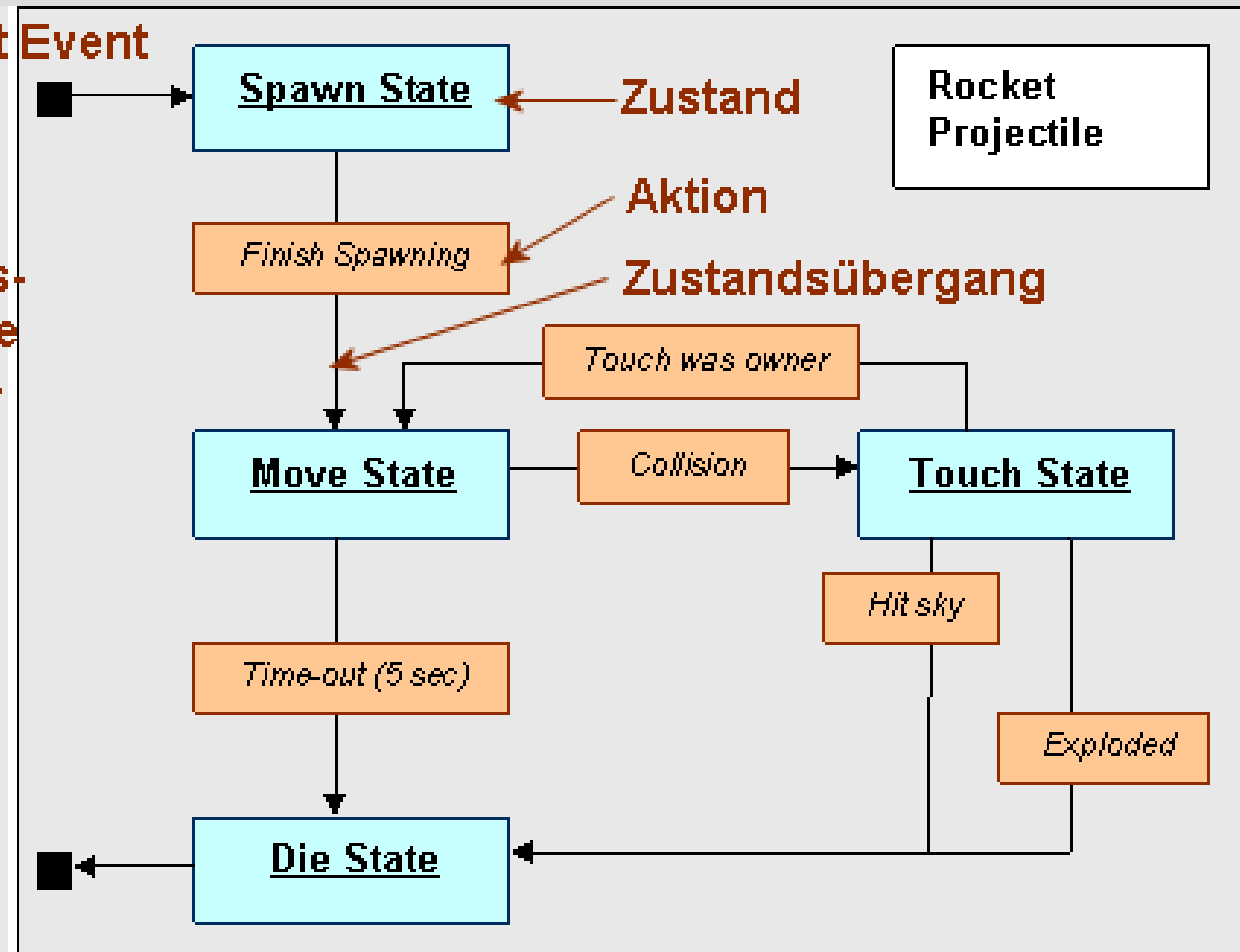 t Event
Spawn State
Zustand
Rocket
Projectile
Aktion
Finish Spawning
s-
Zustandsübergang
e
Touch was owner
Move State
Collision
Touch State
Hit sky
Time-out (5 sec)
Exploded
Die State